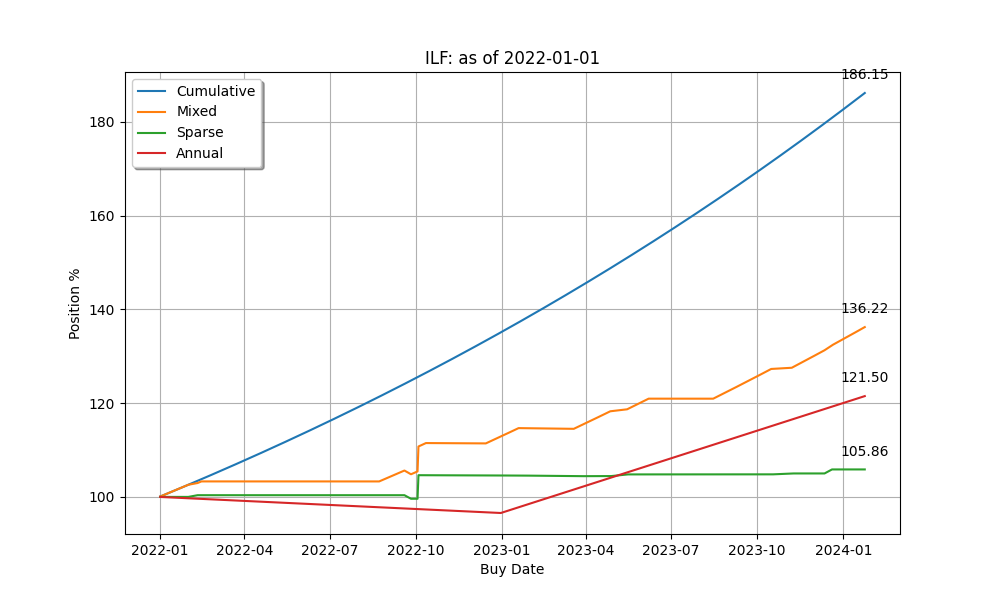 ILF: as of 2022-01-01
186.15
Cumulative
Mixed
Sparse
Annual
180
160
140
120
100
136.22
121.50
105.86
Position %
2022-01 2022-04 2022-07 2022-10 2023-01 2023-04 2023-07 2023-10 2024-01
Buy Date